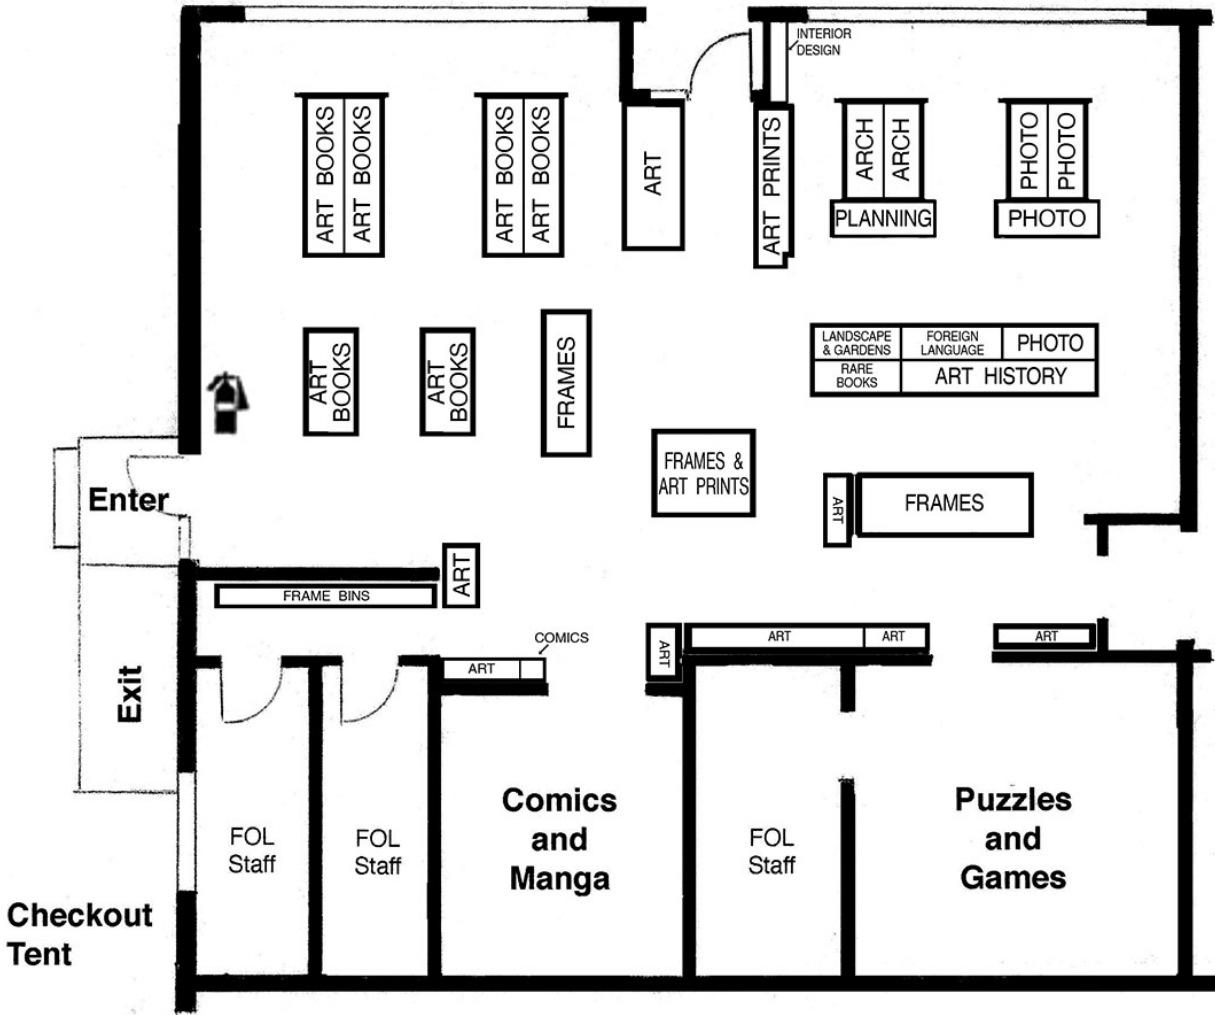 INTERIOR
DESIGN
ART BOOKS
ART BOOKS
ART BOOKS
ART BOOKS
ART
ART PRINTS
ARCH
ARCH
PLANNING
PHOTO
PHOTO
PHOTO
ART
BOOKS
ART
BOOKS
FRAMES
LANDSCAPE
& GARDENS
FOREIGN
LANGUAGE
PHOTO
RARE
BOOKS
ART HISTORY
FRAMES &
ART PRINTS
ART
FRAMES
Enter
ART
FRAME BINS
COMICS
ART
ART
ART
ART
ART
Exit
FOL
Staff
FOL
Staff
Comics
and
Manga
FOL
Staff
Puzzles
and
Games
Checkout
Tent